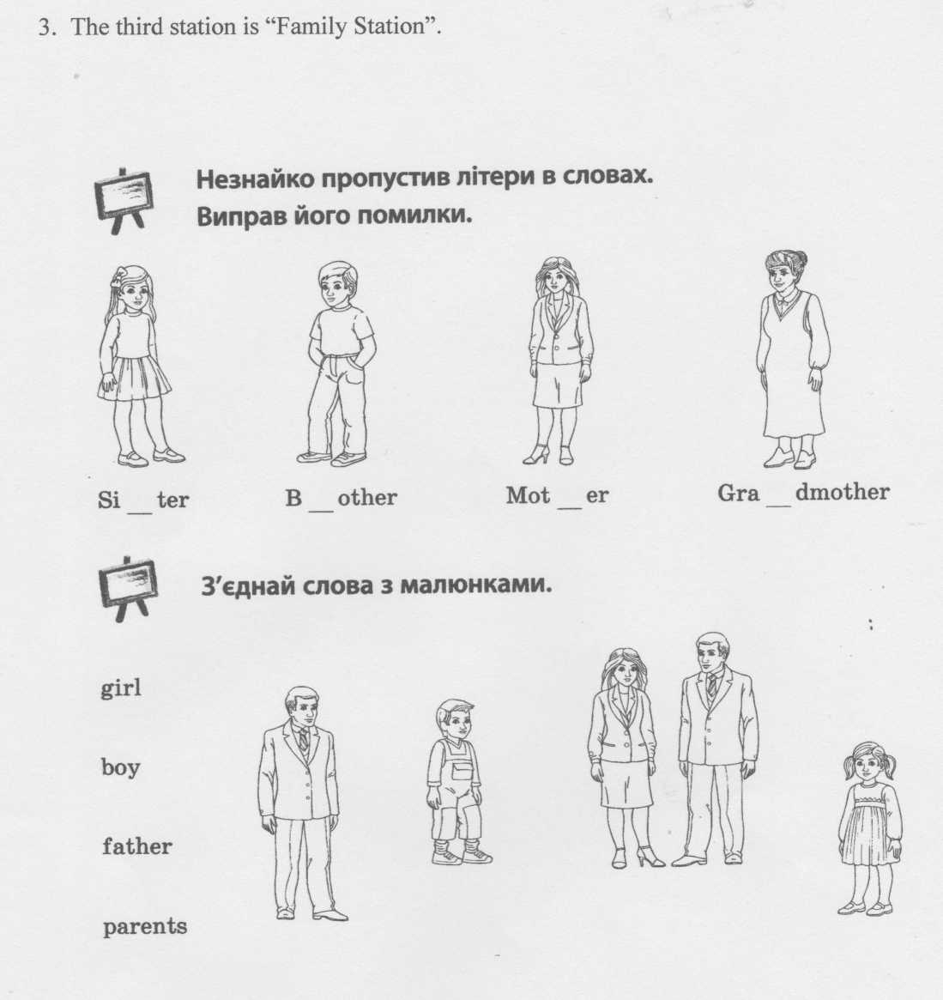 3. The third station is “Family Station”.
Незнайко пропустив літери в словах.
Виправ його помилки.
Si __ ter
B __ other
Mot __ er
Gra __ dmother
З’єднай слова з малюнками.
girl
boy
father
parents